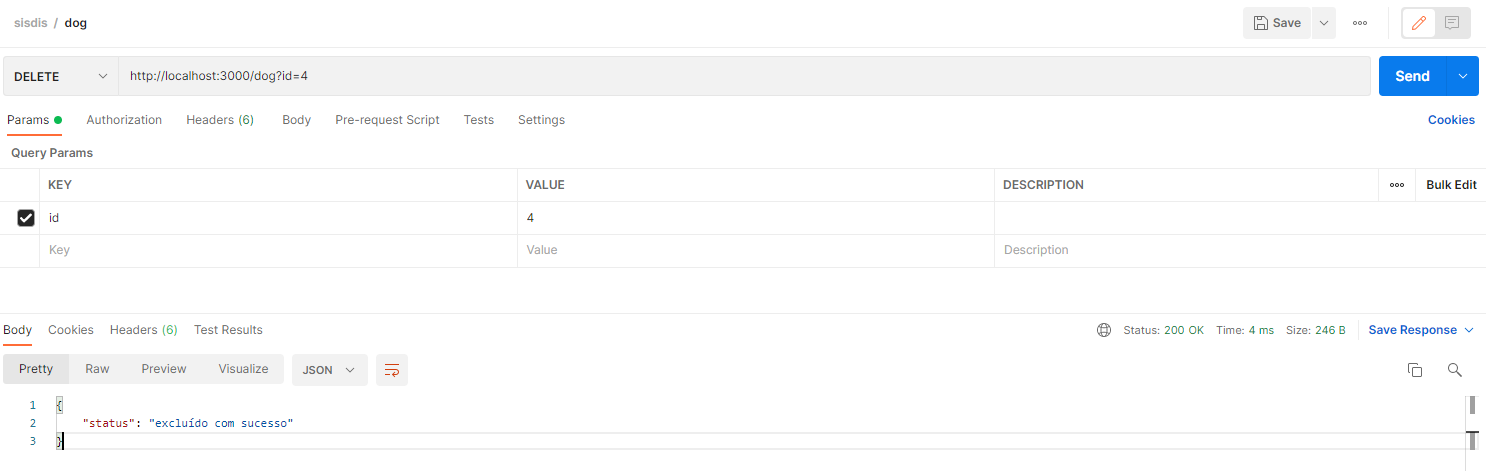 sisdis / dog
Save
DELETE
http://localhost:3000/dog?id=4
Send
Params Authorization Headers (6) Body Pre-request Script Tests Settings Cookies
Query Params
KEY VALUE DESCRIPTION Bulk Edit
id 4
Key Value Description
Body Cookies Headers (6) Test Results Status: 200 OK Time: 4 ms Size: 246 B Save Response
Pretty Raw Preview Visualize JSON
1 {
2 "status": "excluído com sucesso"
3 }